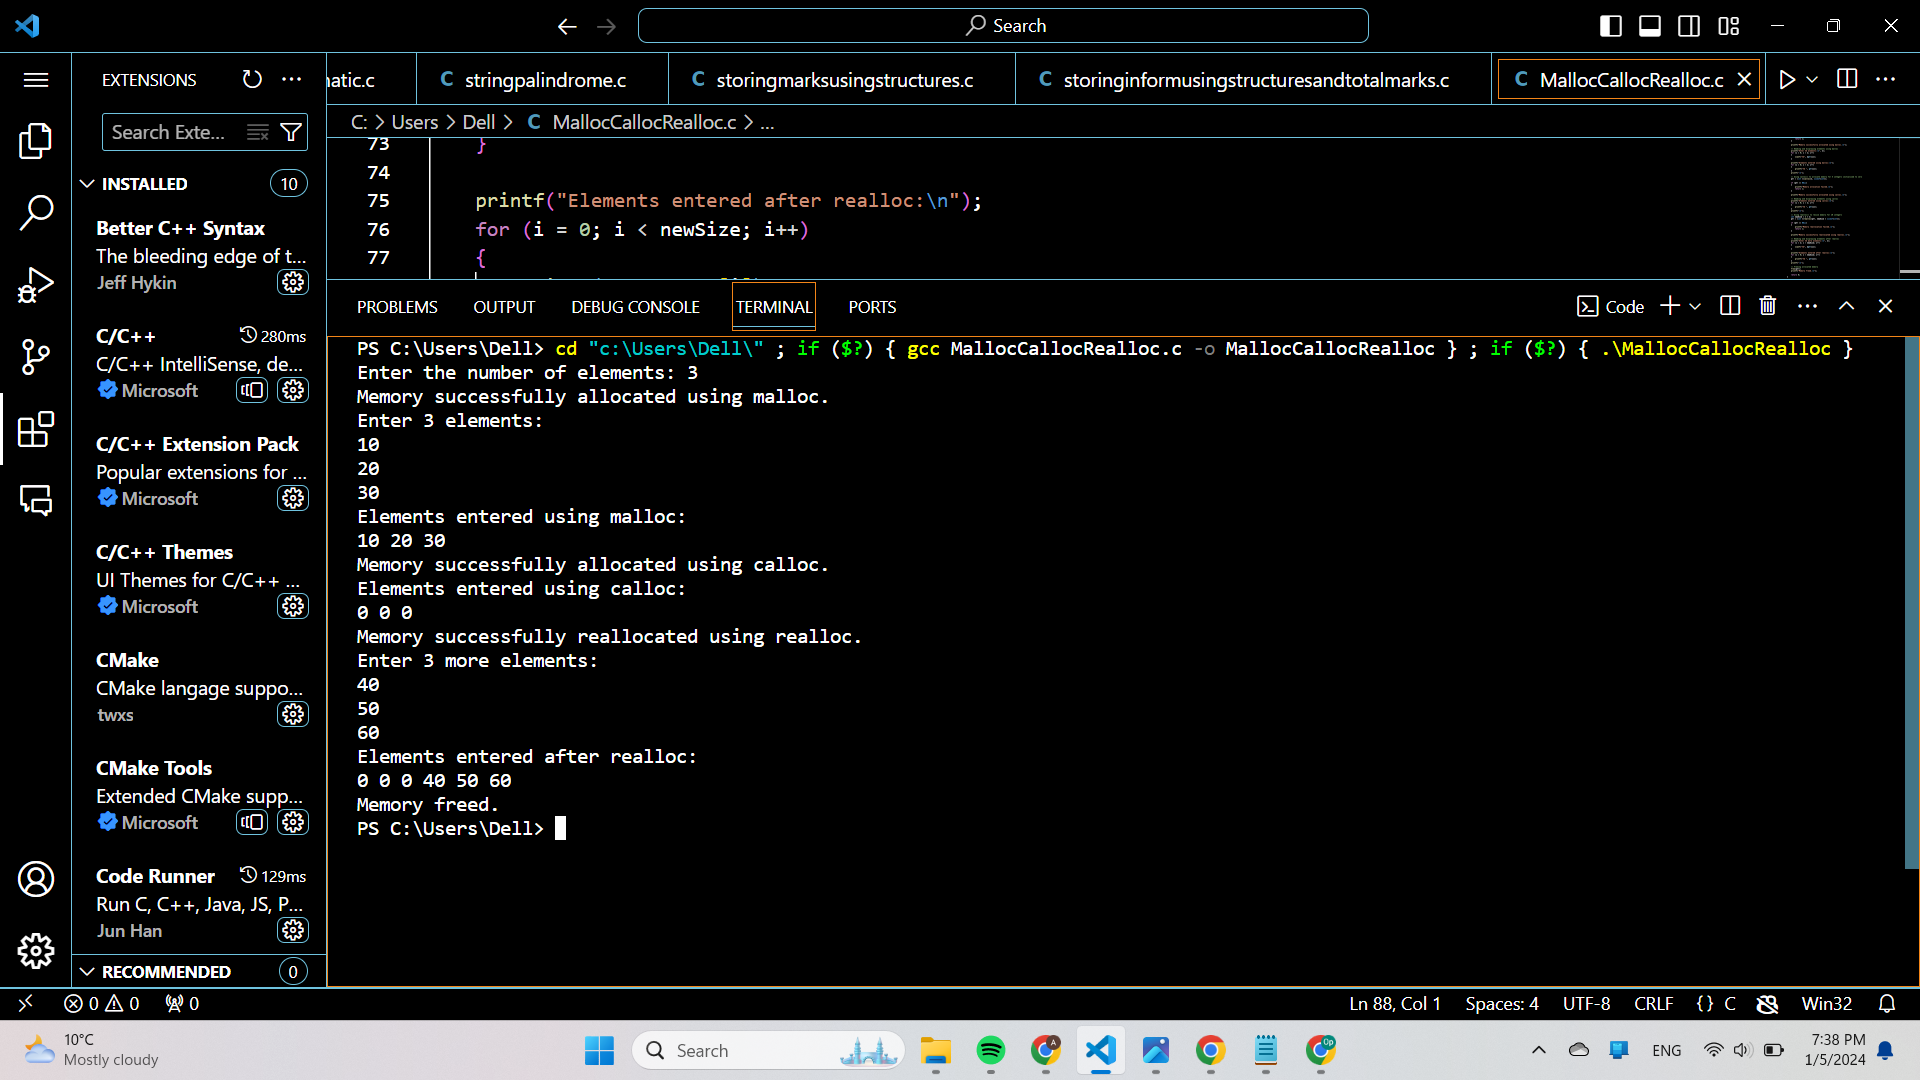 Search
EXTENSIONS
Search Exte...
INSTALLED
10
Better C++ Syntax
The bleeding edge of t...
Jeff Hykin
C/C++
280ms
C/C++ IntelliSense, de...
Microsoft
C/C++ Extension Pack
Popular extensions for ...
Microsoft
C/C++ Themes
UI Themes for C/C++ ...
Microsoft
CMake
CMake langage suppo...
twxs
CMake Tools
Extended CMake supp...
Microsoft
Code Runner
129ms
Run C, C++, Java, JS, P...
Jun Han
RECOMMENDED
0
atic.c
C stringpalindrome.c
C storingmarksusingstructures.c
C storinginformusingstructuresandtotalmarks.c
C MallocCallocRealloc.c
C: > Users > Dell > C MallocCallocRealloc.c > ...
73 }
74
75 printf("Elements entered after realloc:\n");
76 for (i = 0; i < newSize; i++)
77 {
PROBLEMS OUTPUT DEBUG CONSOLE TERMINAL PORTS
Code
PS C:\Users\Dell> cd "c:\Users\Dell\" ; if ($?) { gcc MallocCallocRealloc.c -o MallocCallocRealloc } ; if ($?) { .\MallocCallocRealloc }
Enter the number of elements: 3
Memory successfully allocated using malloc.
Enter 3 elements:
10
20
30
Elements entered using malloc:
10 20 30
Memory successfully allocated using calloc.
Elements entered using calloc:
0 0 0
Memory successfully reallocated using realloc.
Enter 3 more elements:
40
50
60
Elements entered after realloc:
0 0 0 40 50 60
Memory freed.
PS C:\Users\Dell>
0 0 0
Ln 88, Col 1 Spaces: 4 UTF-8 CRLF {} C Win32
10°C
Mostly cloudy
Search
ENG
7:38 PM
1/5/2024